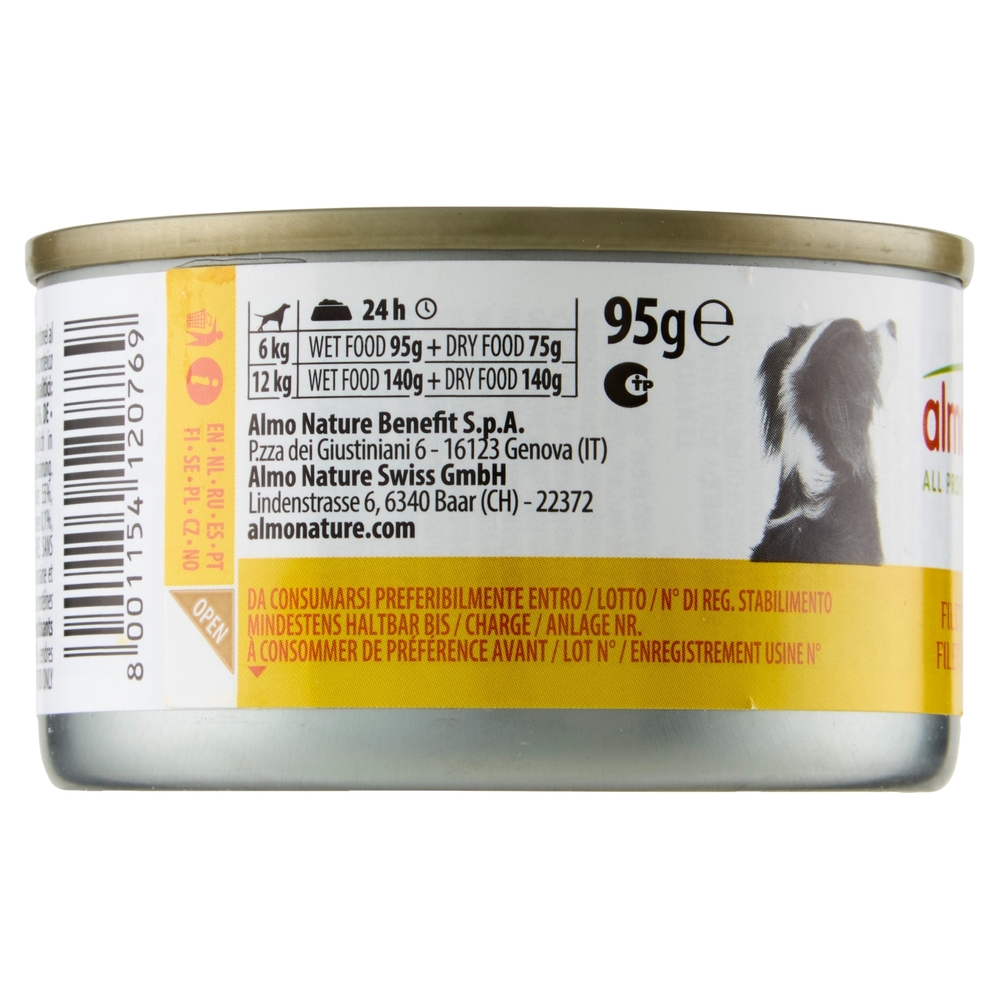 24 h
6 kg WET FOOD 95g + DRY FOOD 75g
12 kg WET FOOD 140g + DRY FOOD 140g
Almo Nature Benefit S.p.A.
P.zza dei Giustiniani 6 - 16123 Genova (IT)
Almo Nature Swiss GmbH
Lindenstrasse 6, 6340 Baar (CH) - 22372
almonature.com
95g ℮
DA CONSUMARSI PREFERIBILMENTE ENTRO / LOTTO / N° DI REG. STABILIMENTO
MINDESTENS HALTBAR BIS / CHARGE / ANLAGE NR.
À CONSOMMER DE PRÉFÉRENCE AVANT / LOT N° / ENREGISTREMENT USINE N°
EN • NL • RU • ES • PT
FI • SE • PL • CZ • NO
OPEN
8 001154 120769
ALL